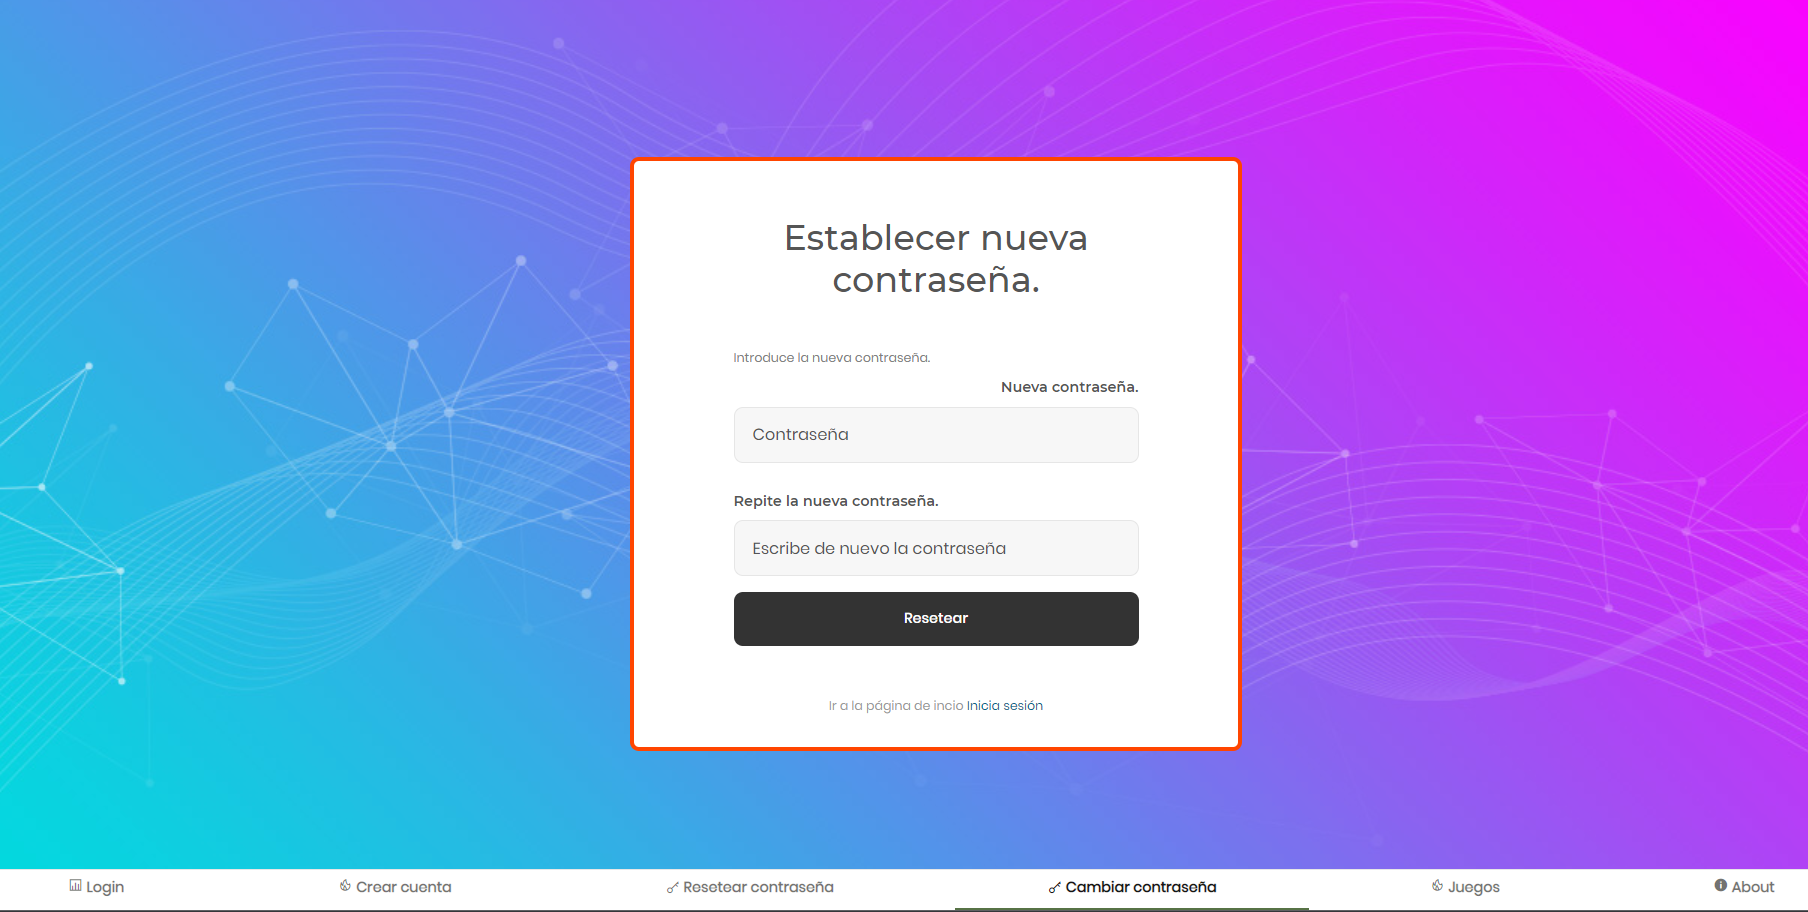 Establecer nueva
contraseña.
Introduce la nueva contraseña.
Nueva contraseña.
Contraseña
Repite la nueva contraseña.
Escribe de nuevo la contraseña
Resetear
Ir a la página de incio Inicia sesión
Login
Crear cuenta
Resetear contraseña
Cambiar contraseña
Juegos
About